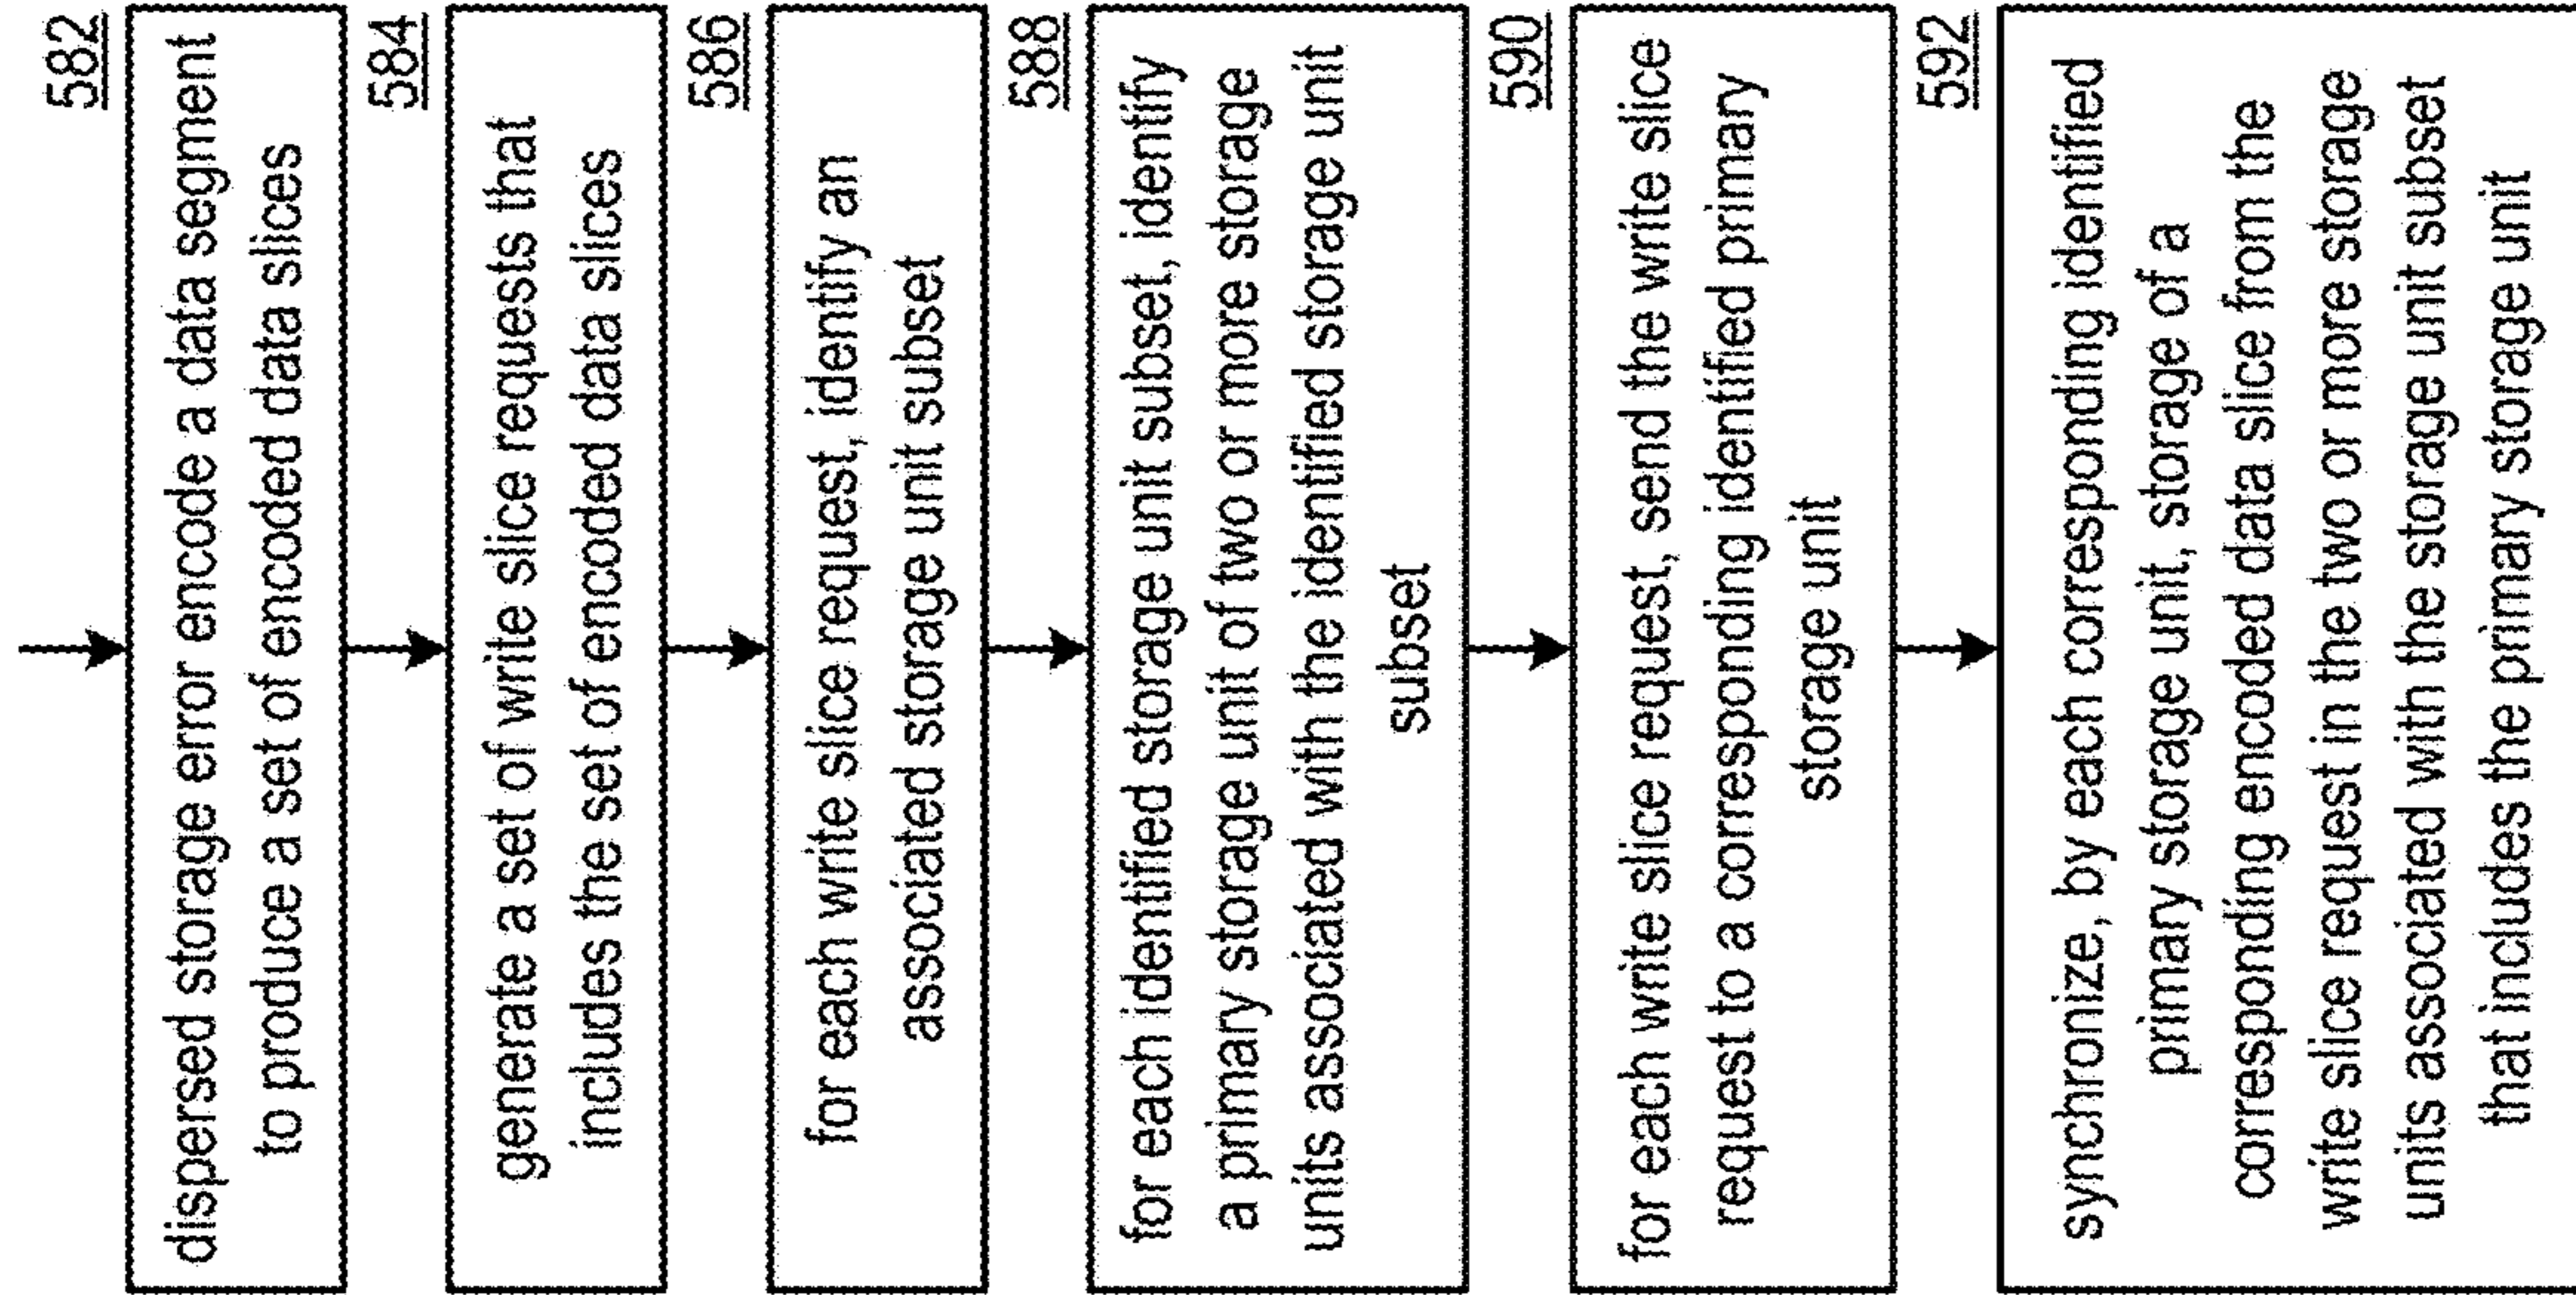 582
dispersed storage error encode a data segment
to produce a set of encoded data slices
584
generate a set of write slice requests that
includes the set of encoded data slices
586
for each write slice request, identify an
associated storage unit subset
588
for each identified storage unit subset, identify
a primary storage unit of two or more storage
units associated with the identified storage unit
subset
590
for each write slice request, send the write slice
request to a corresponding identified primary
storage unit
592
synchronize, by each corresponding identified
primary storage unit, storage of a
corresponding encoded data slice from the
write slice request in the two or more storage
units associated with the storage unit subset
that includes the primary storage unit